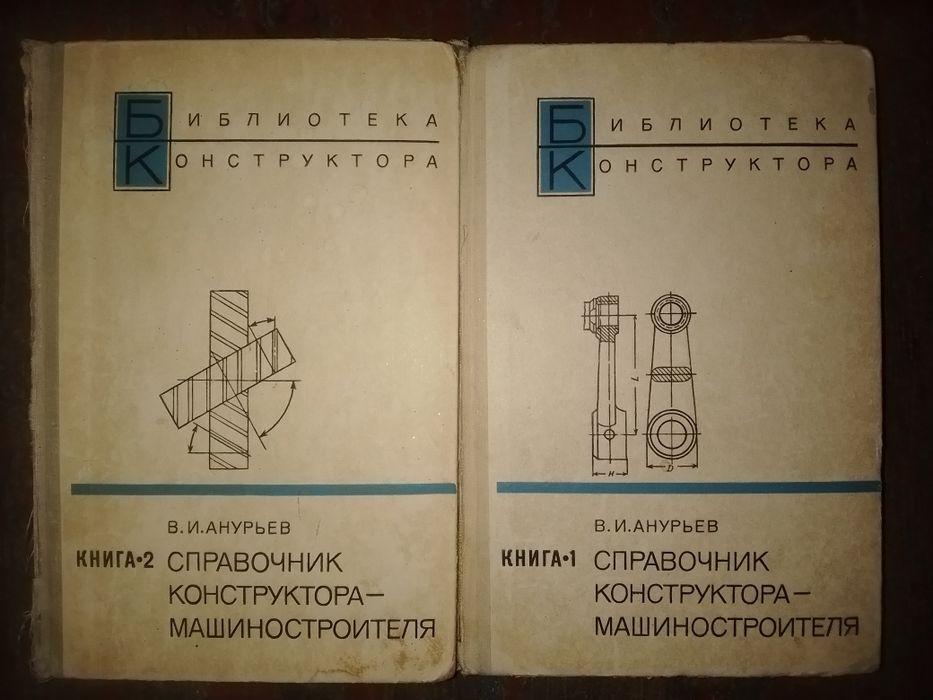 БИБЛИОТЕКА
КОНСТРУКТОРА
В.И.АНУРЬЕВ
КНИГА•2 СПРАВОЧНИК
КОНСТРУКТОРА—
МАШИНОСТРОИТЕЛЯ
БИБЛИОТЕКА
КОНСТРУКТОРА
L
H
D
В.И.АНУРЬЕВ
КНИГА•1 СПРАВОЧНИК
КОНСТРУКТОРА—
МАШИНОСТРОИТЕЛЯ